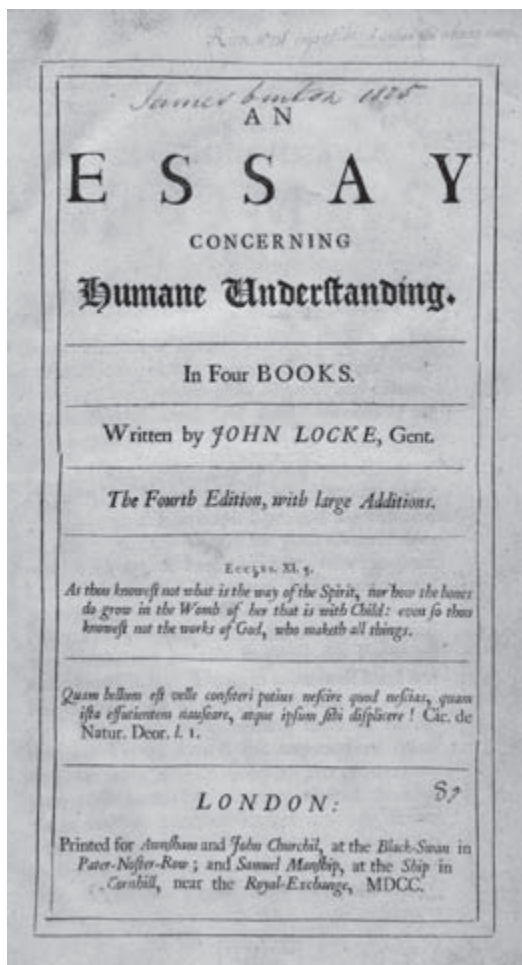 James burton 1825
AN
ESSAY
CONCERNING
Humane Understanding.
In Four BOOKS.
Written by JOHN LOCKE, Gent.
The Fourth Edition, with large Additions.
Eccles. XI. 5.
As thou knoweſt not what is the way of the Spirit, nor how the bones
do grow in the Womb of her that is with Child: even ſo thou
knoweſt not the works of God, who maketh all things.
Quam bellum eſt velle confiteri potius neſcire quod neſcias, quam
iſta effutientem nauſeare, atque ipſum ſibi diſplicere! Cic. de
Natur. Deor. l. 1.
LONDON:
Printed for Awnſham and John Churchil, at the Black-Swan in
Pater-Noſter-Row; and Samuel Manſhip, at the Ship in
Cornhill, near the Royal-Exchange, MDCC.